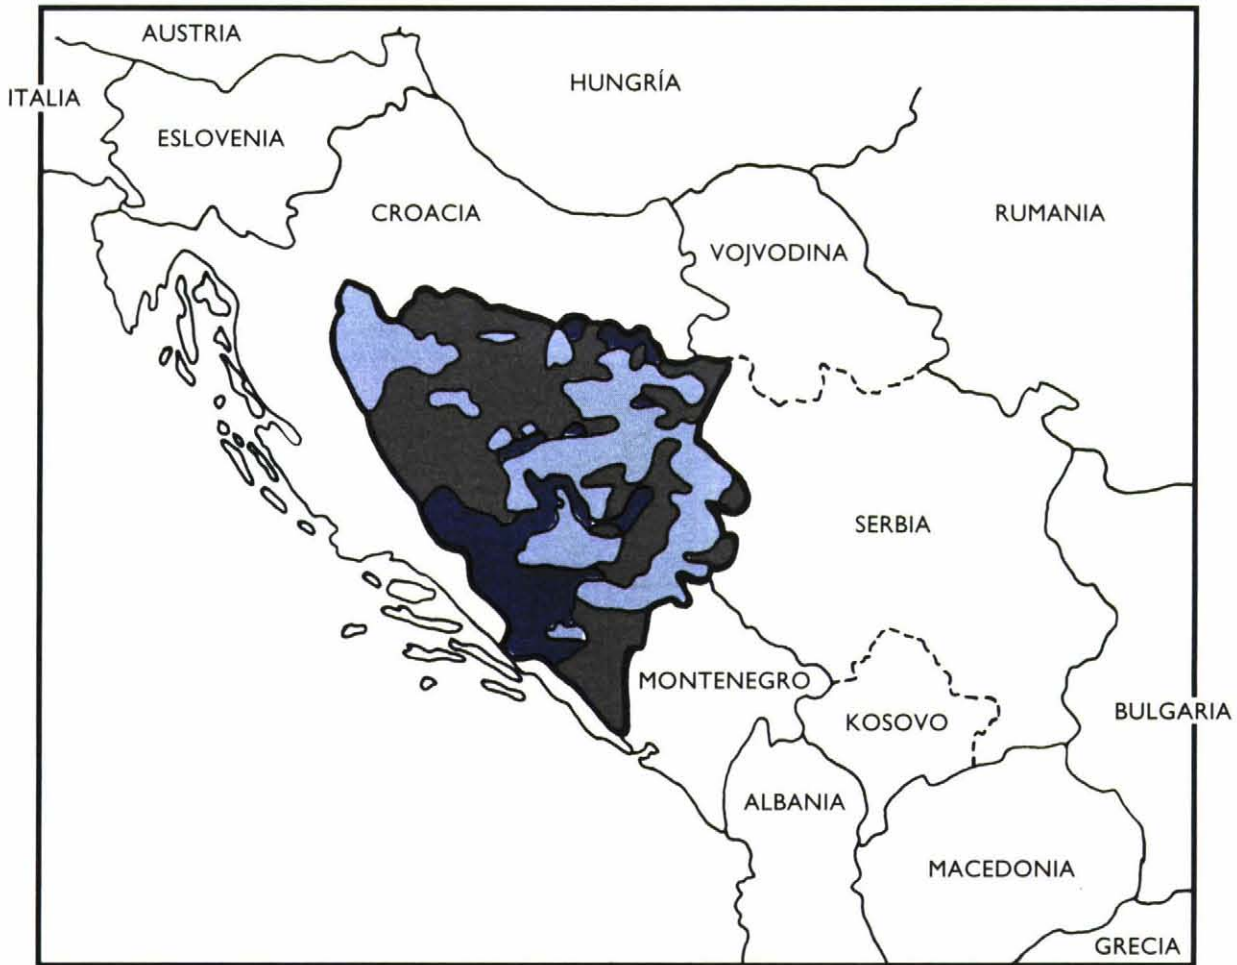 AUSTRIA
HUNGRÍA
ITALIA
ESLOVENIA
CROACIA
RUMANIA
VOJVODINA
SERBIA
MONTENEGRO
KOSOVO
BULGARIA
ALBANIA
MACEDONIA
GRECIA